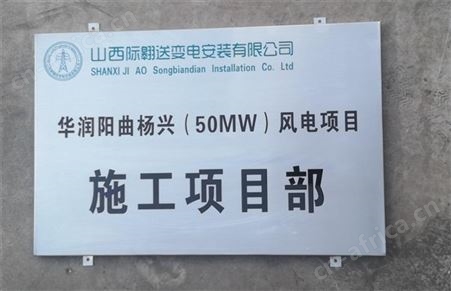 山西际翱送变电安装有限公司
SHANXI JI AO Songbiandian Installation Co. Ltd
华润阳曲杨兴（50MW）风电项目
施工项目部